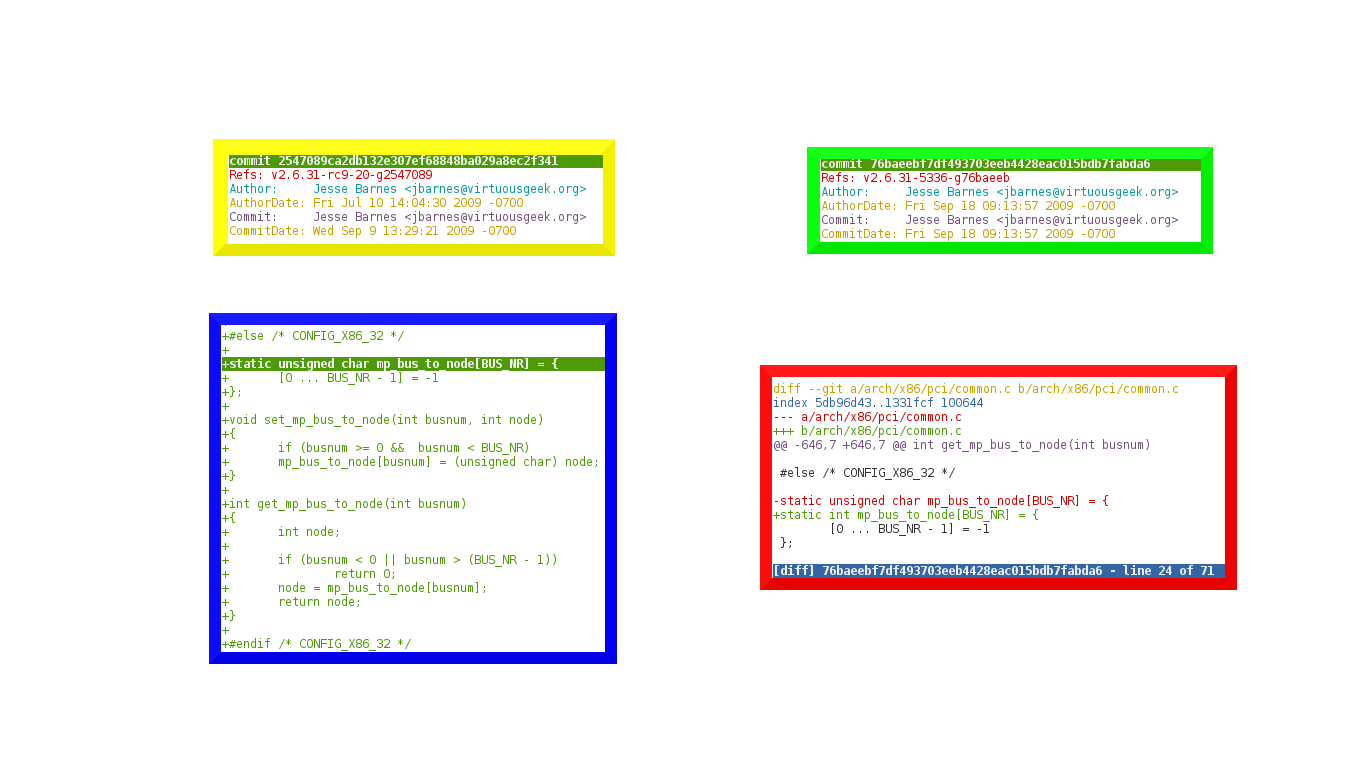 commit 2547089ca2db132e307ef68848ba029a8ec2f341
Refs: v2.6.31-rc9-20-g2547089
Author:     Jesse Barnes <jbarnes@virtuousgeek.org>
AuthorDate: Fri Jul 10 14:04:30 2009 -0700
Commit:     Jesse Barnes <jbarnes@virtuousgeek.org>
CommitDate: Wed Sep 9 13:29:21 2009 -0700
commit 76baeebf7df493703eeb4428eac015bdb7fabda6
Refs: v2.6.31-5336-g76baeeb
Author:     Jesse Barnes <jbarnes@virtuousgeek.org>
AuthorDate: Fri Sep 18 09:13:57 2009 -0700
Commit:     Jesse Barnes <jbarnes@virtuousgeek.org>
CommitDate: Fri Sep 18 09:13:57 2009 -0700
+#else /* CONFIG_X86_32 */
+
+static unsigned char mp_bus_to_node[BUS_NR] = {
+       [0 ... BUS_NR - 1] = -1
+};
+
+void set_mp_bus_to_node(int busnum, int node)
+{
+       if (busnum >= 0 &&  busnum < BUS_NR)
+       mp_bus_to_node[busnum] = (unsigned char) node;
+}
+
+int get_mp_bus_to_node(int busnum)
+{
+       int node;
+
+       if (busnum < 0 || busnum > (BUS_NR - 1))
+               return 0;
+       node = mp_bus_to_node[busnum];
+       return node;
+}
+
+#endif /* CONFIG_X86_32 */
diff --git a/arch/x86/pci/common.c b/arch/x86/pci/common.c
index 5db96d43..1331fcf 100644
--- a/arch/x86/pci/common.c
+++ b/arch/x86/pci/common.c
@@ -646,7 +646,7 @@ int get_mp_bus_to_node(int busnum)
 #else /* CONFIG_X86_32 */
-static unsigned char mp_bus_to_node[BUS_NR] = {
+static int mp_bus_to_node[BUS_NR] = {
        [0 ... BUS_NR - 1] = -1
 };
[diff] 76baeebf7df493703eeb4428eac015bdb7fabda6 - line 24 of 71